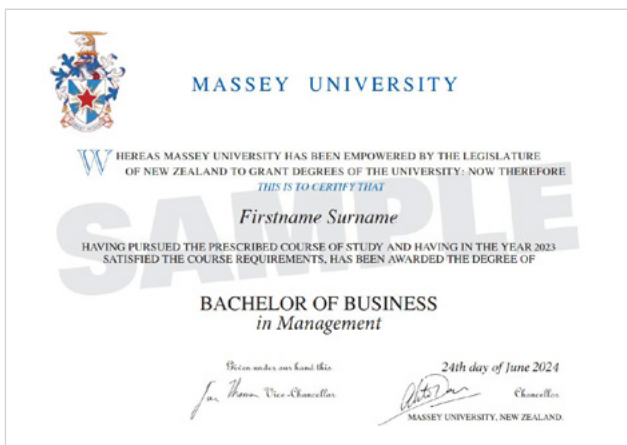 MASSEY UNIVERSITY
WHEREAS MASSEY UNIVERSITY HAS BEEN EMPOWERED BY THE LEGISLATURE
OF NEW ZEALAND TO GRANT DEGREES OF THE UNIVERSITY: NOW THEREFORE
THIS IS TO CERTIFY THAT
SAMPLE
Firstname Surname
HAVING PURSUED THE PRESCRIBED COURSE OF STUDY AND HAVING IN THE YEAR 2023
SATISFIED THE COURSE REQUIREMENTS, HAS BEEN AWARDED THE DEGREE OF
BACHELOR OF BUSINESS
in Management
Given under our hand this
24th day of June 2024
Vice-Chancellor
Chancellor
MASSEY UNIVERSITY, NEW ZEALAND.